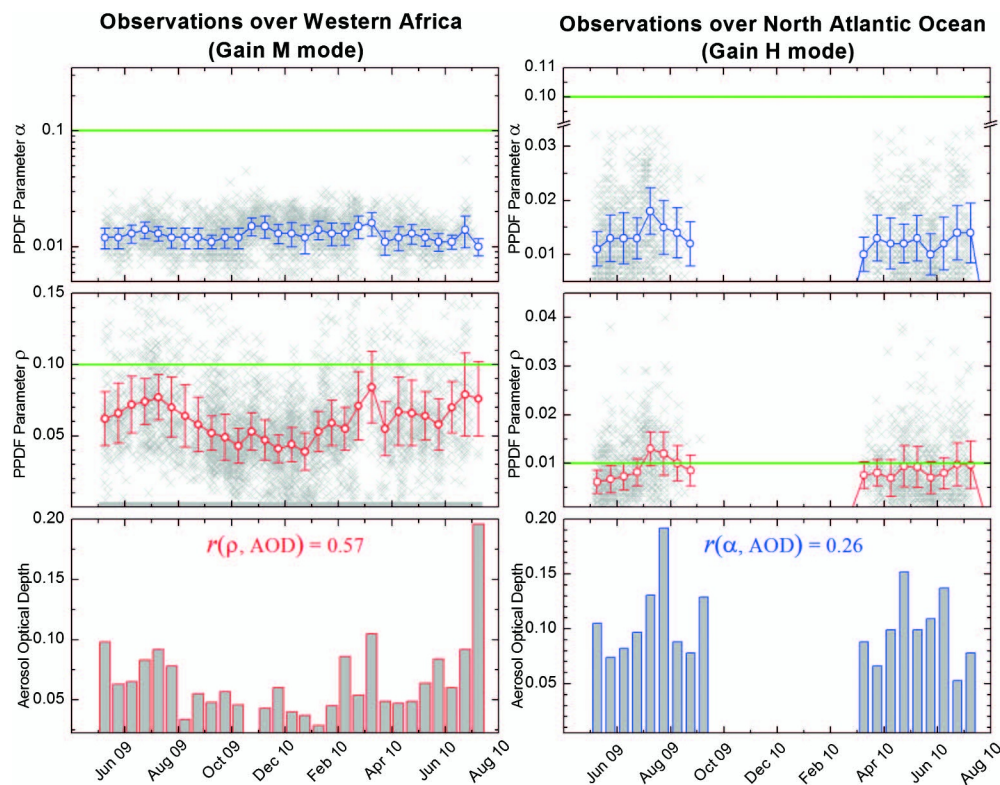 Observations over Western Africa
(Gain M mode)
Observations over North Atlantic Ocean
(Gain H mode)
PPDF Parameter α
0.1
0.01
PPDF Parameter α
0.11
0.10
0.03
0.02
0.01
PPDF Parameter ρ
0.15
0.10
0.05
PPDF Parameter ρ
0.04
0.03
0.02
0.01
Aerosol Optical Depth
0.20
0.15
0.10
0.05
r(ρ, AOD) = 0.57
Aerosol Optical Depth
0.20
0.15
0.10
0.05
r(α, AOD) = 0.26
Jun 09
Aug 09
Oct 09
Dec 10
Feb 10
Apr 10
Jun 10
Aug 10
Jun 09
Aug 09
Oct 09
Dec 10
Feb 10
Apr 10
Jun 10
Aug 10